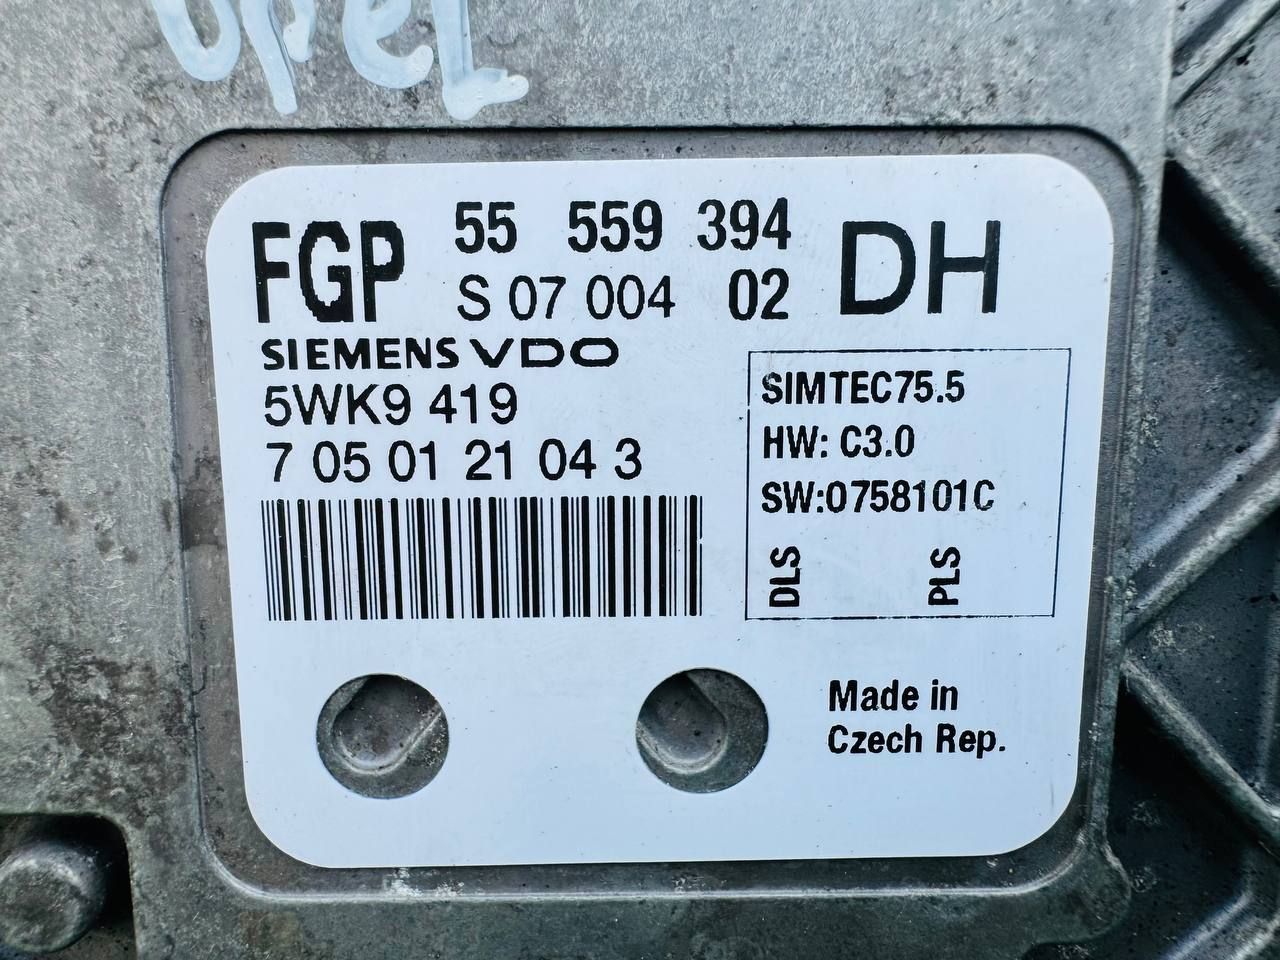 Opel
FGP 55 559 394 DH
S 07 004 02
SIEMENS VDO
5WK9 419
7 05 01 21 04 3
SIMTEC75.5
HW: C3.0
SW:0758101C
DLS PLS
Made in
Czech Rep.